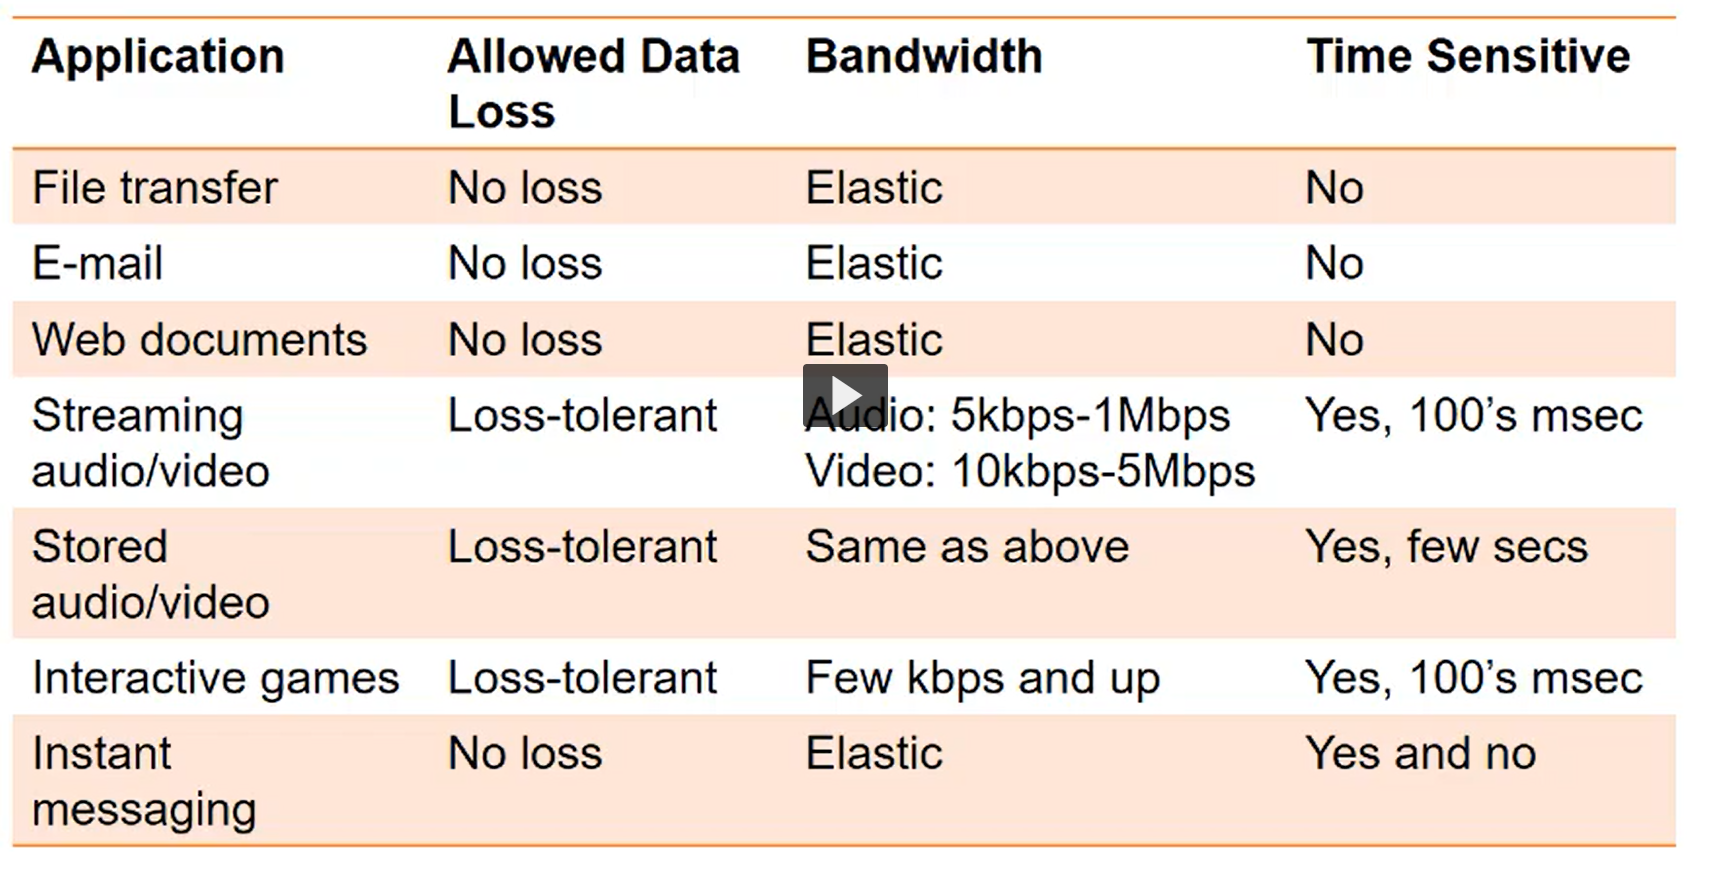 Application Allowed Data Loss Bandwidth Time Sensitive
File transfer No loss Elastic No
E-mail No loss Elastic No
Web documents No loss Elastic No
Streaming audio/video Loss-tolerant Audio: 5kbps-1Mbps Video: 10kbps-5Mbps Yes, 100’s msec
Stored audio/video Loss-tolerant Same as above Yes, few secs
Interactive games Loss-tolerant Few kbps and up Yes, 100’s msec
Instant messaging No loss Elastic Yes and no